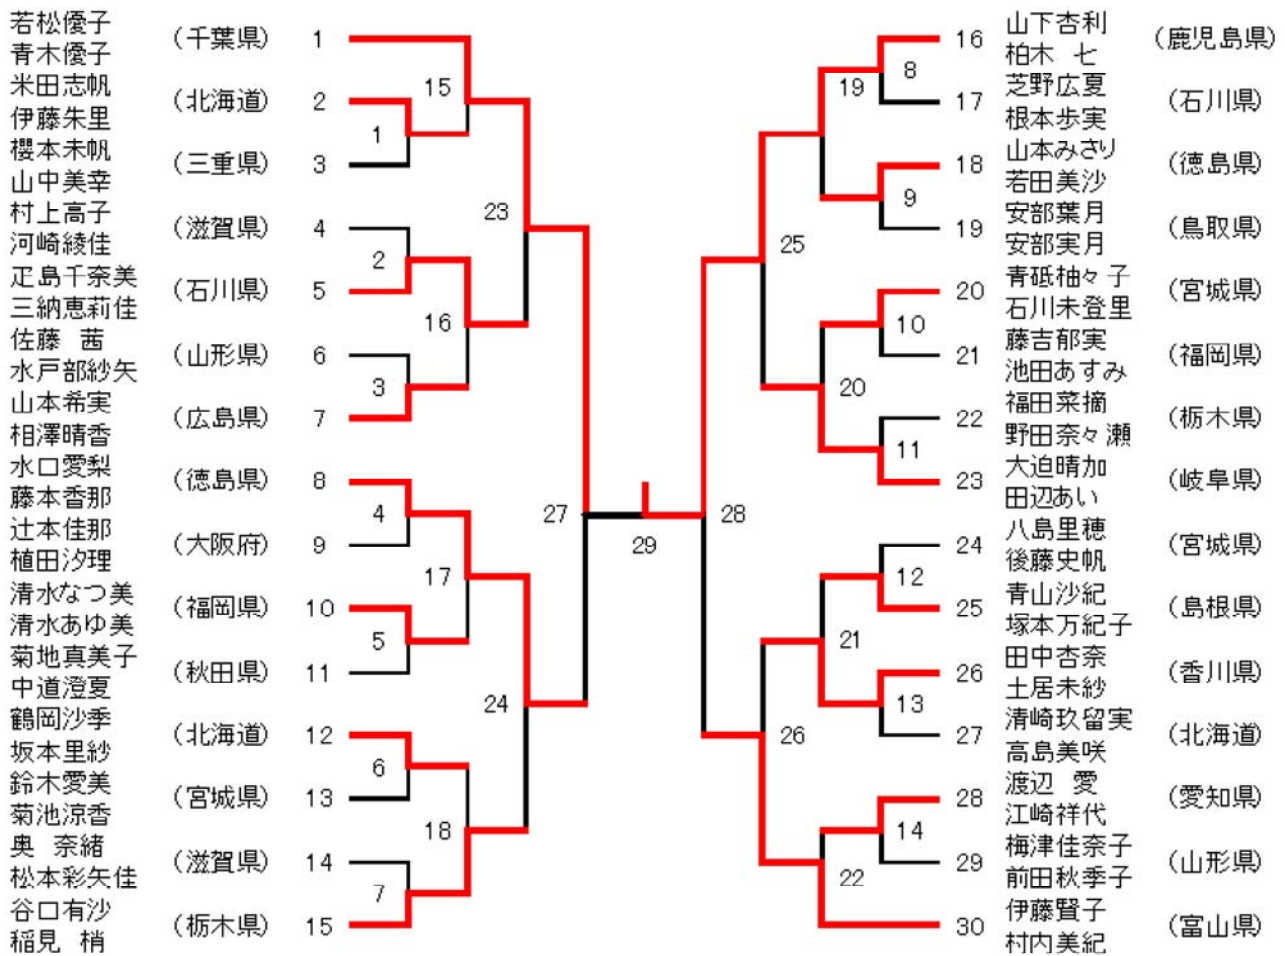 若松優子
青木優子
(千葉県) 1
米田志帆
伊藤朱里
(北海道) 2
櫻本未帆
山中美幸
(三重県) 3
村上高子
河崎綾佳
(滋賀県) 4
疋島千奈美
三納恵莉佳
(石川県) 5
佐藤 茜
水戸部紗矢
(山形県) 6
山本希実
相澤晴香
(広島県) 7
水口愛梨
藤本香那
(徳島県) 8
辻本佳那
植田汐理
(大阪府) 9
清水なつ美
清水あゆ美
(福岡県) 10
菊地真美子
中道澄夏
(秋田県) 11
鶴岡沙季
坂本里紗
(北海道) 12
鈴木愛美
菊池涼香
(宮城県) 13
奥 奈緒
松本彩矢佳
(滋賀県) 14
谷口有沙
稲見 梢
(栃木県) 15
1
2
3
4
5
6
7
15
16
17
18
23
24
27
29
28
25
26
19
20
21
22
8
9
10
11
12
13
14
山下杏利
柏木 七
16 (鹿児島県)
芝野広夏
根本歩実
17 (石川県)
山本みさり
若田美沙
18 (徳島県)
安部葉月
安部実月
19 (鳥取県)
青砥柚々子
石川未登里
20 (宮城県)
藤吉郁実
池田あすみ
21 (福岡県)
福田菜摘
野田奈々瀬
22 (栃木県)
大迫晴加
田辺あい
23 (岐阜県)
八島里穂
後藤史帆
24 (宮城県)
青山沙紀
塚本万紀子
25 (島根県)
田中杏奈
土居未紗
26 (香川県)
清崎玖留実
高島美咲
27 (北海道)
渡辺 愛
江崎祥代
28 (愛知県)
梅津佳奈子
前田秋季子
29 (山形県)
伊藤賢子
村内美紀
30 (富山県)